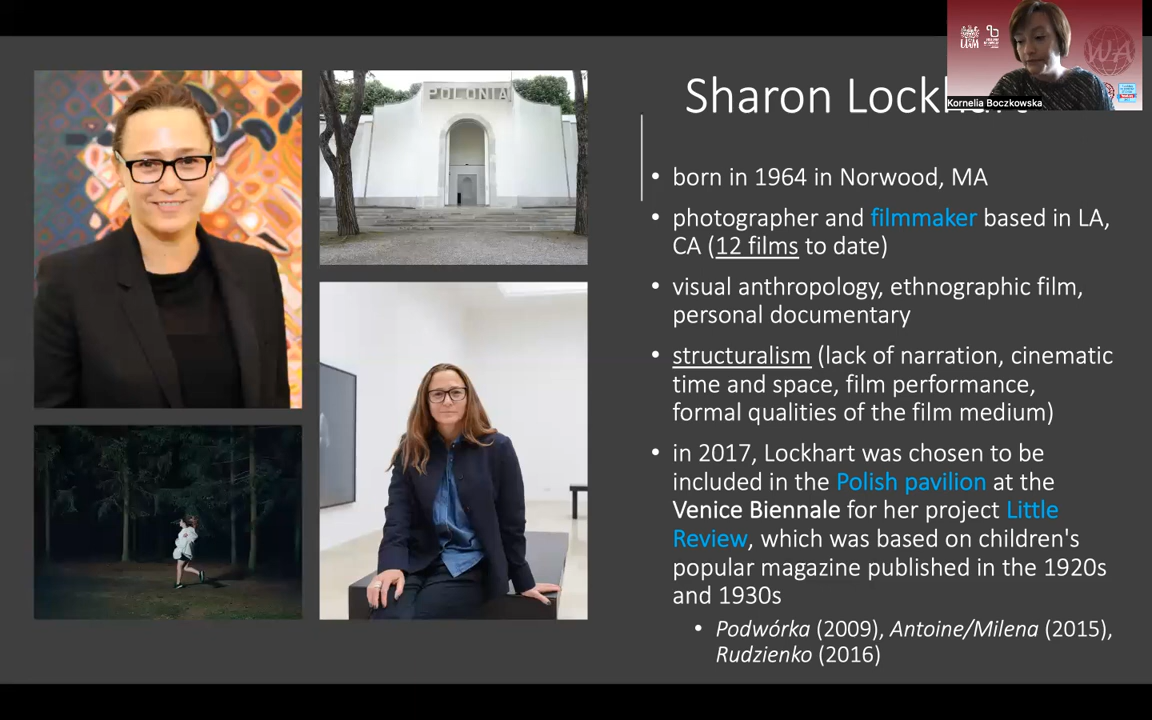 POLONIA
Sharon Lock
Kornelia Boczkowska
WA
• born in 1964 in Norwood, MA
• photographer and filmmaker based in LA,
CA (12 films to date)
• visual anthropology, ethnographic film,
personal documentary
• structuralism (lack of narration, cinematic
time and space, film performance,
formal qualities of the film medium)
• in 2017, Lockhart was chosen to be
included in the Polish pavilion at the
Venice Biennale for her project Little
Review, which was based on children's
popular magazine published in the 1920s
and 1930s
• Podwórka (2009), Antoine/Milena (2015),
Rudzienko (2016)